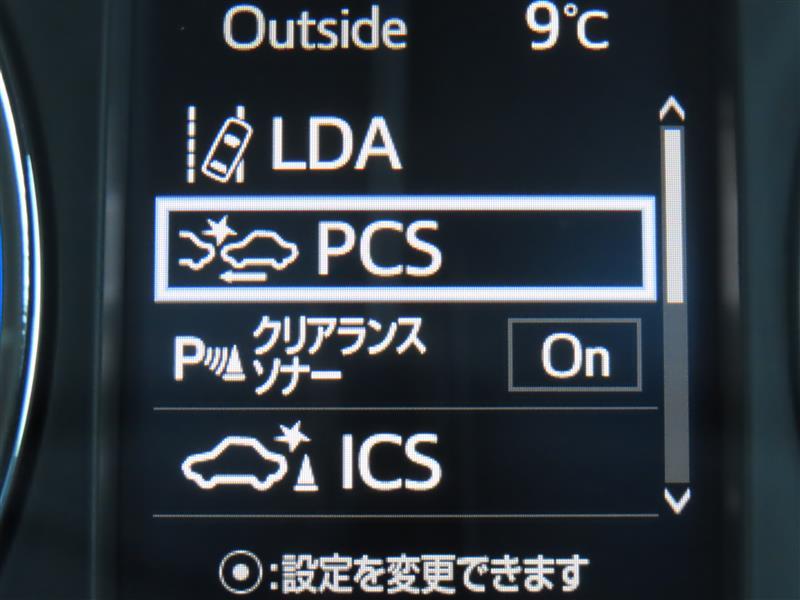 Outside 9℃
LDA
PCS
P クリアランス
ソナー On
ICS
⦿:設定を変更できます